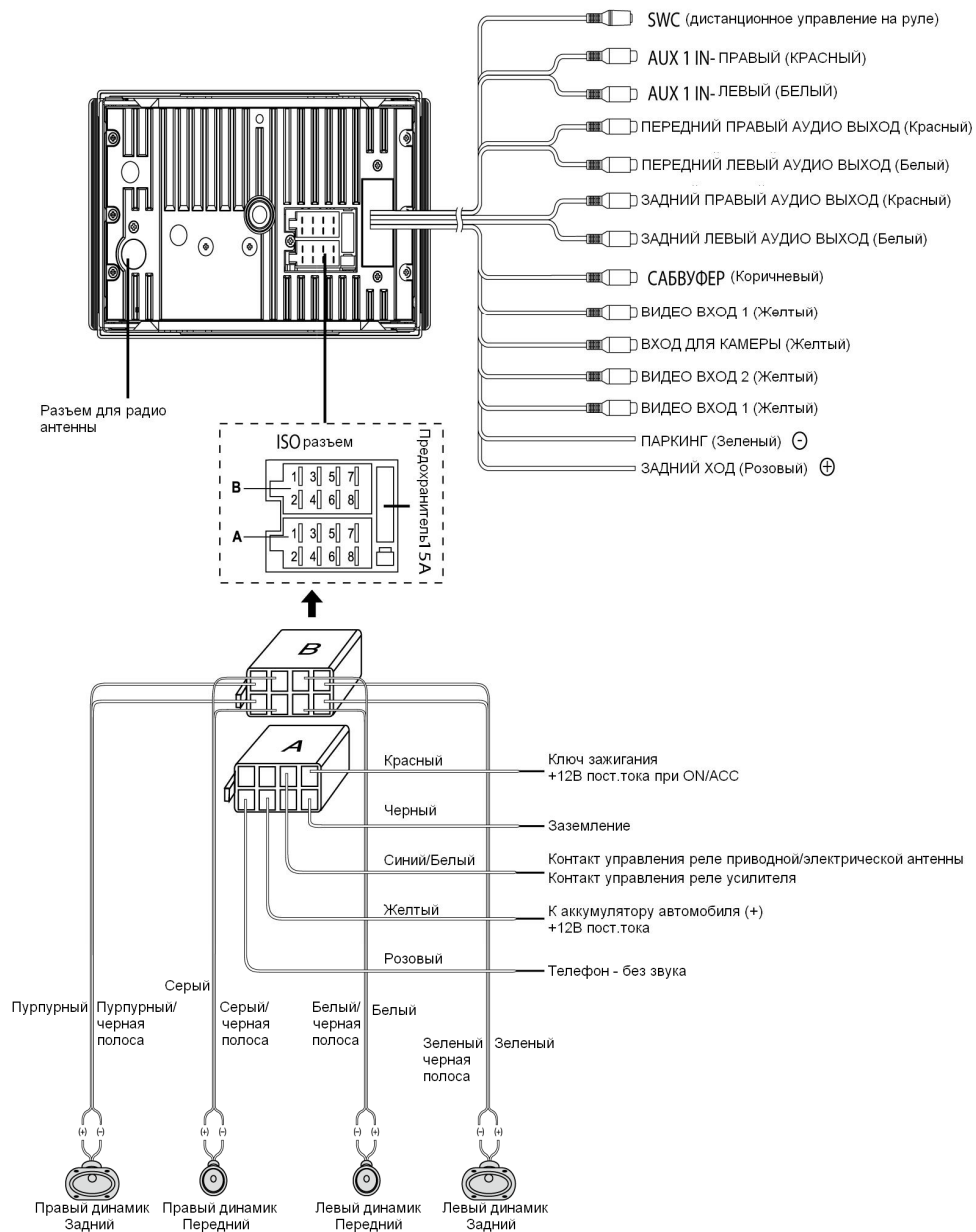 SWC (дистанционное управление на руле)
AUX 1 IN- ПРАВЫЙ (КРАСНЫЙ)
AUX 1 IN- ЛЕВЫЙ (БЕЛЫЙ)
ПЕРЕДНИЙ ПРАВЫЙ АУДИО ВЫХОД (Красный)
ПЕРЕДНИЙ ЛЕВЫЙ АУДИО ВЫХОД (Белый)
ЗАДНИЙ ПРАВЫЙ АУДИО ВЫХОД (Красный)
ЗАДНИЙ ЛЕВЫЙ АУДИО ВЫХОД (Белый)
САБВУФЕР (Коричневый)
ВИДЕО ВХОД 1 (Желтый)
ВХОД ДЛЯ КАМЕРЫ (Желтый)
ВИДЕО ВХОД 2 (Желтый)
ВИДЕО ВХОД 1 (Желтый)
ПАРКИНГ (Зеленый) ⊖
ЗАДНИЙ ХОД (Розовый) ⊕
Разъем для радио
антенны
ISO разъем
Предохранитель15A
B
1 3 5 7
2 4 6 8
A
1 3 5 7
2 4 6 8
B
A
Красный
Ключ зажигания
+12В пост.тока при ON/ACC
Черный
Заземление
Синий/Белый
Контакт управления реле приводной/электрической антенны
Контакт управления реле усилителя
Желтый
К аккумулятору автомобиля (+)
+12В пост.тока
Розовый
Телефон - без звука
Пурпурный
Пурпурный/
черная
полоса
Серый
Серый/
черная
полоса
Белый/
черная
полоса
Белый
Зеленый
черная
полоса
Зеленый
(+) (-)
(+) (-)
(-) (+)
(-) (+)
Правый динамик
Задний
Правый динамик
Передний
Левый динамик
Передний
Левый динамик
Задний